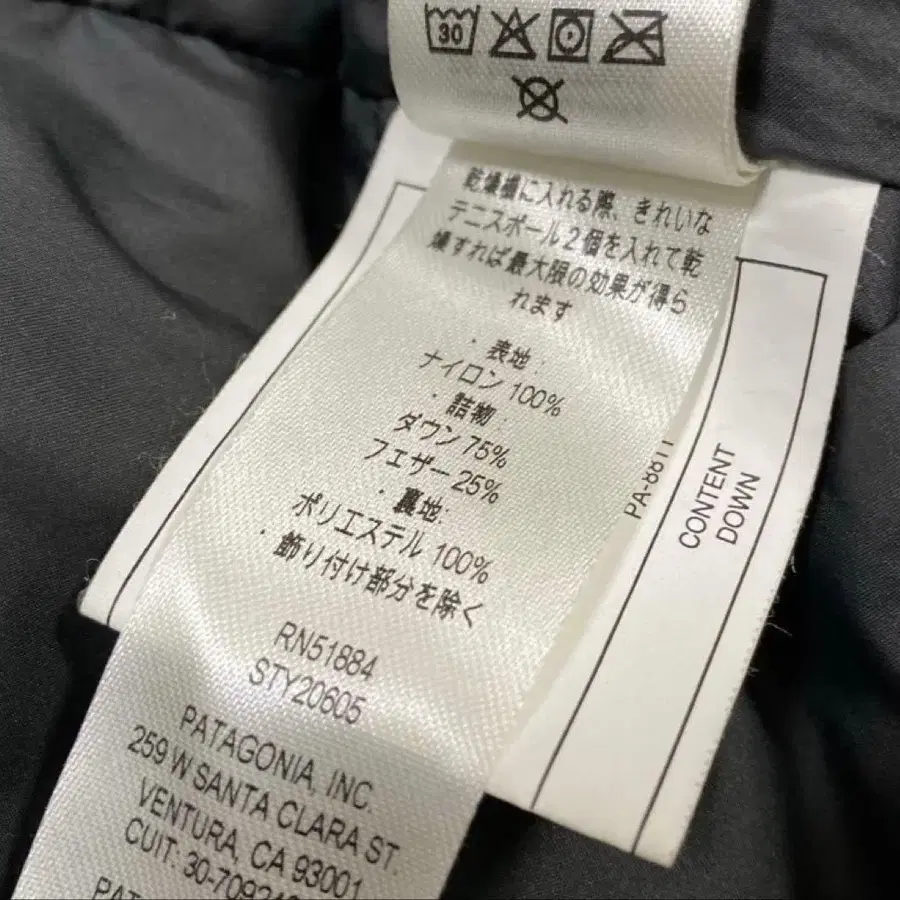 30
乾燥機に入れる際、きれいな
テニスボール2個を入れて乾
燥すれば最大限の効果が得ら
れます
・表地:
ナイロン 100%
・詰物:
ダウン 75%
フェザー 25%
・裏地:
ポリエステル 100%
・飾り付け部分を除く
RN51884
STY20605
PATAGONIA, INC.
259 W SANTA CLARA ST.
VENTURA, CA 93001
CUIT:
CONTENT
DOWN